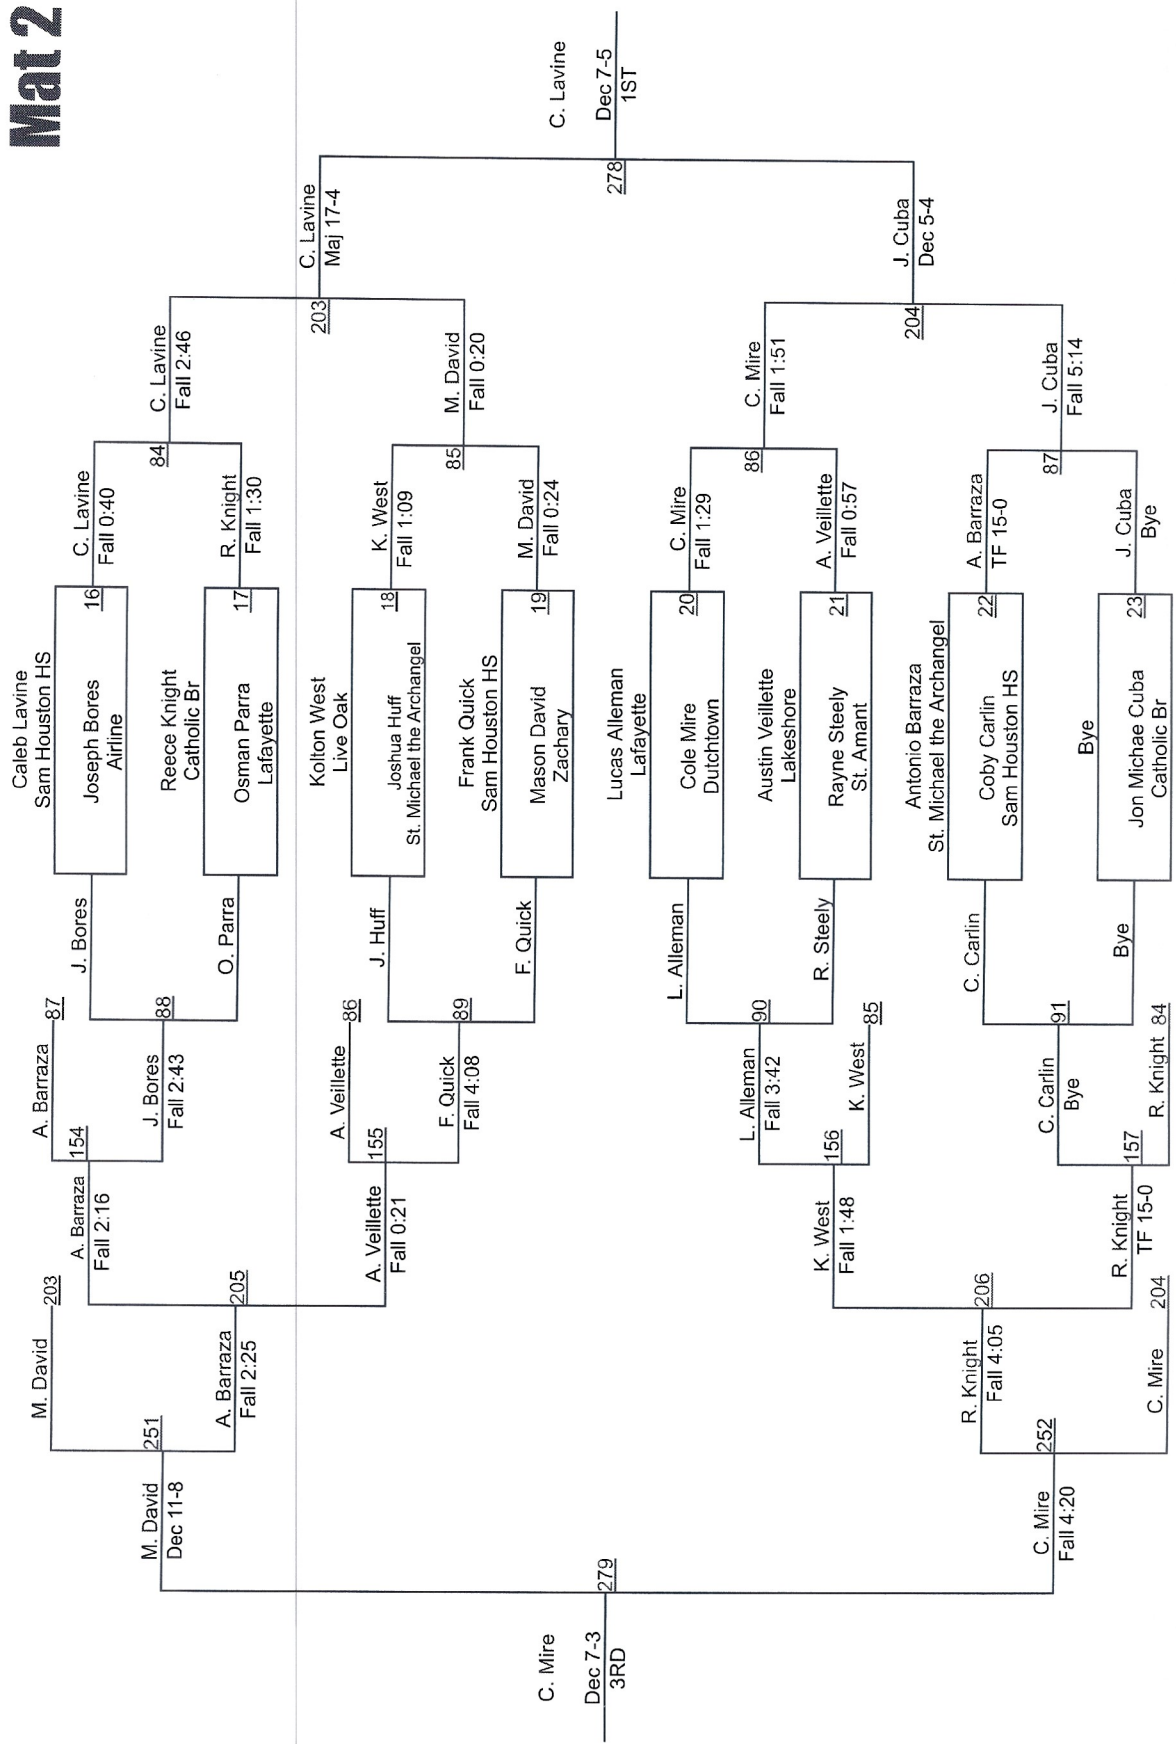 Mat 2
Caleb Lavine
Sam Houston HS
Joseph Bores
Airline
16
Reece Knight
Catholic Br
Osman Parra
Lafayette
17
Kolton West
Live Oak
Joshua Huff
St. Michael the Archangel
18
Frank Quick
Sam Houston HS
Mason David
Zachary
19
Lucas Alleman
Lafayette
Cole Mire
Dutchtown
20
Austin Veillette
Lakeshore
Rayne Steely
St. Amant
21
Antonio Barraza
St. Michael the Archangel
Coby Carlin
Sam Houston HS
22
Bye
Jon Michae Cuba
Catholic Br
23
C. Lavine
Fall 0:40
R. Knight
Fall 1:30
K. West
Fall 1:09
M. David
Fall 0:24
C. Mire
Fall 1:29
A. Veillette
Fall 0:57
A. Barraza
TF 15-0
J. Cuba
Bye
84
C. Lavine
Fall 2:46
85
M. David
Fall 0:20
86
C. Mire
Fall 1:51
87
J. Cuba
Fall 5:14
203
C. Lavine
Maj 17-4
204
J. Cuba
Dec 5-4
278
C. Lavine
Dec 7-5
1ST
J. Bores
O. Parra
J. Huff
F. Quick
L. Alleman
R. Steely
C. Carlin
Bye
A. Barraza 87
88
J. Bores
Fall 2:43
A. Veillette 86
89
F. Quick
Fall 4:08
90
L. Alleman
Fall 3:42
K. West 85
91
C. Carlin
Bye
R. Knight 84
154
A. Barraza
Fall 2:16
155
A. Veillette
Fall 0:21
156
K. West
Fall 1:48
157
R. Knight
TF 15-0
M. David 203
205
A. Barraza
Fall 2:25
206
R. Knight
Fall 4:05
C. Mire 204
251
M. David
Dec 11-8
252
C. Mire
Fall 4:20
279
C. Mire
Dec 7-3
3RD